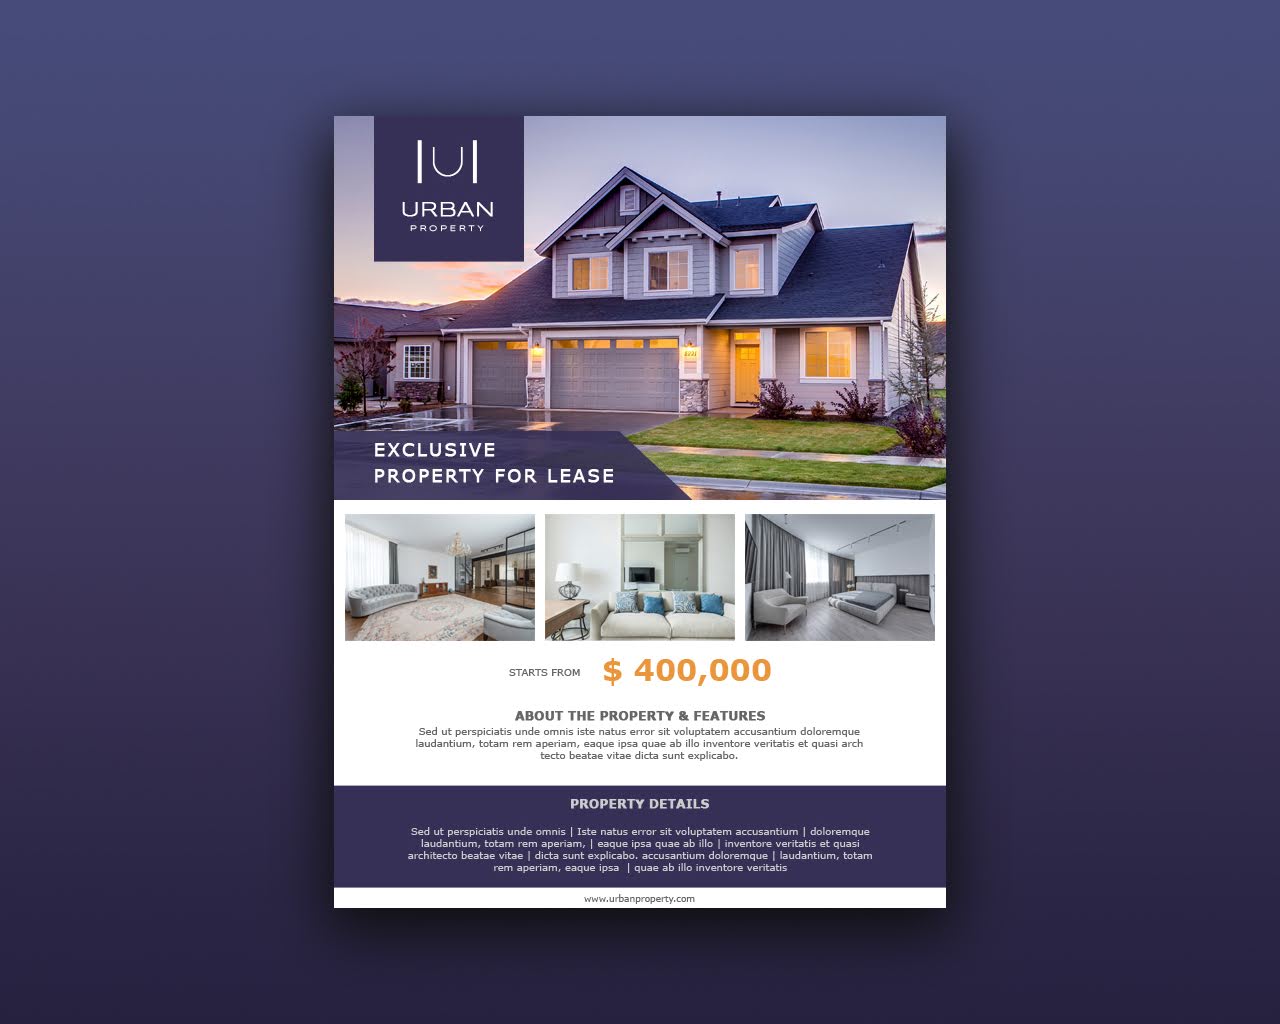 URBAN
PROPERTY
EXCLUSIVE
PROPERTY FOR LEASE
STARTS FROM $ 400,000
ABOUT THE PROPERTY & FEATURES
Sed ut perspiciatis unde omnis iste natus error sit voluptatem accusantium doloremque
laudantium, totam rem aperiam, eaque ipsa quae ab illo inventore veritatis et quasi arch
tecto beatae vitae dicta sunt explicabo.
PROPERTY DETAILS
Sed ut perspiciatis unde omnis | Iste natus error sit voluptatem accusantium | doloremque
laudantium, totam rem aperiam, | eaque ipsa quae ab illo | inventore veritatis et quasi
architecto beatae vitae | dicta sunt explicabo. accusantium doloremque | laudantium, totam
rem aperiam, eaque ipsa | quae ab illo inventore veritatis
www.urbanproperty.com